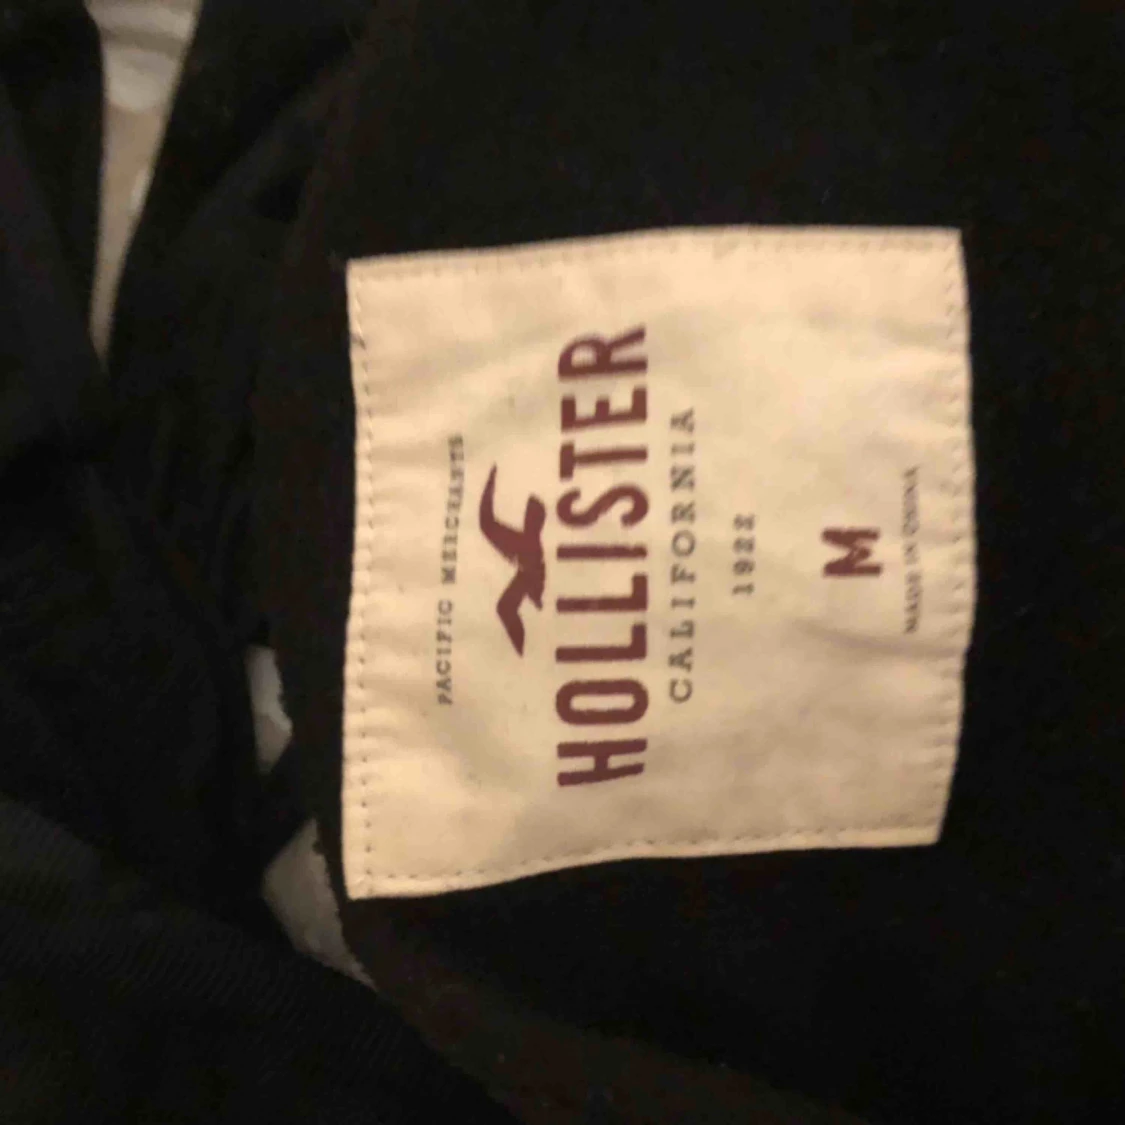 PACIFIC MERCHANTS
HOLLISTER
CALIFORNIA
1922
M
MADE IN CHINA